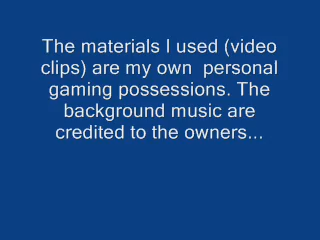 The materials I used (video
clips) are my own  personal
gaming possessions. The
background music are
credited to the owners...